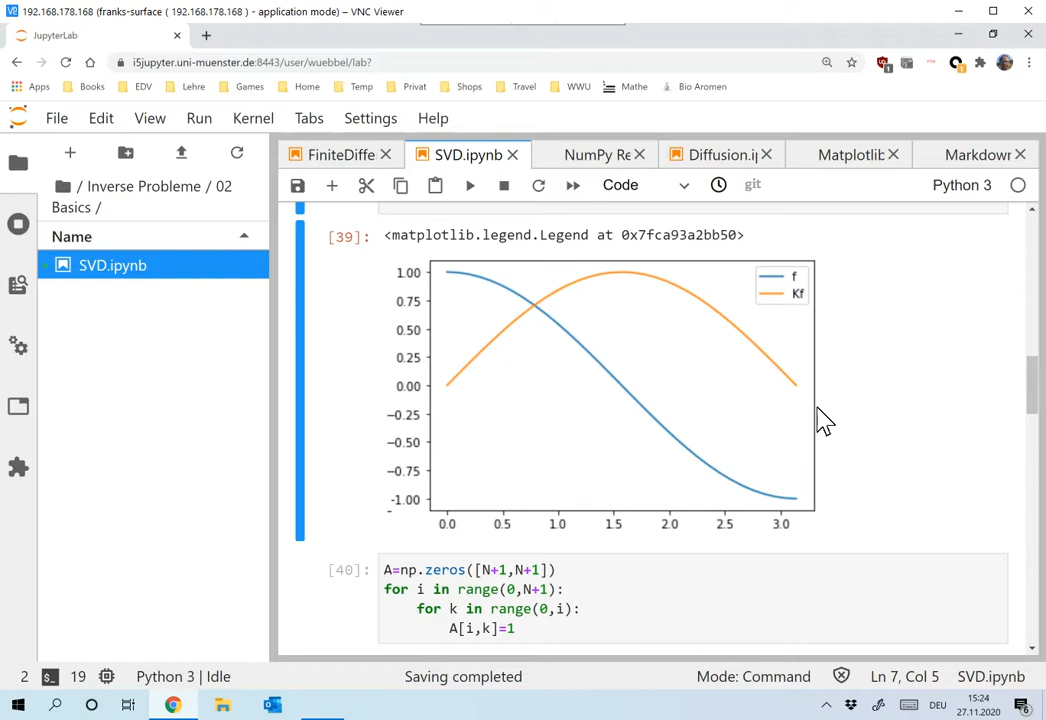 192.168.178.168 ( franks-surface ( 192.168.178.168 ) - application mode) – VNC Viewer
JupyterLab
i5jupyter.uni-muenster.de:8443/user/wuebbel/lab?
Apps Books EDV Lehre Games Home Temp Privat Shops Travel WWU Mathe Bio Aromen
File Edit View Run Kernel Tabs Settings Help
FiniteDiffe SVD.ipynb NumPy Re Diffusion.i Matplotlib Markdown
Code git Python 3
/ Inverse Probleme / 02
Basics /
Name
SVD.ipynb
[39]: <matplotlib.legend.Legend at 0x7fca93a2bb50>
f
Kf
1.00
0.75
0.50
0.25
0.00
−0.25
−0.50
−0.75
-1.00
0.0 0.5 1.0 1.5 2.0 2.5 3.0
[40]: A=np.zeros([N+1,N+1])
for i in range(0,N+1):
for k in range(0,i):
A[i,k]=1
2 19 Python 3 | Idle Saving completed Mode: Command Ln 7, Col 5 SVD.ipynb
DEU 15:24
27.11.2020 6